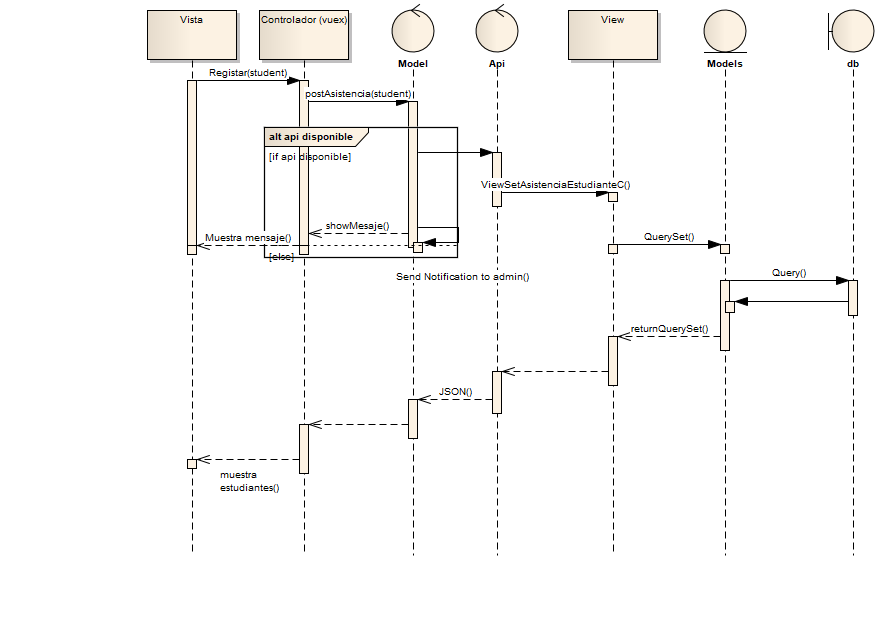 Vista
Controlador (vuex)
View
Model
Api
Models
db
Registar(student)
postAsistencia(student)
alt api disponible
[if api disponible]
ViewSetAsistenciaEstudianteC()
showMesaje()
Muestra mensaje()
QuerySet()
[else]
Send Notification to admin()
Query()
returnQuerySet()
JSON()
muestra
estudiantes()